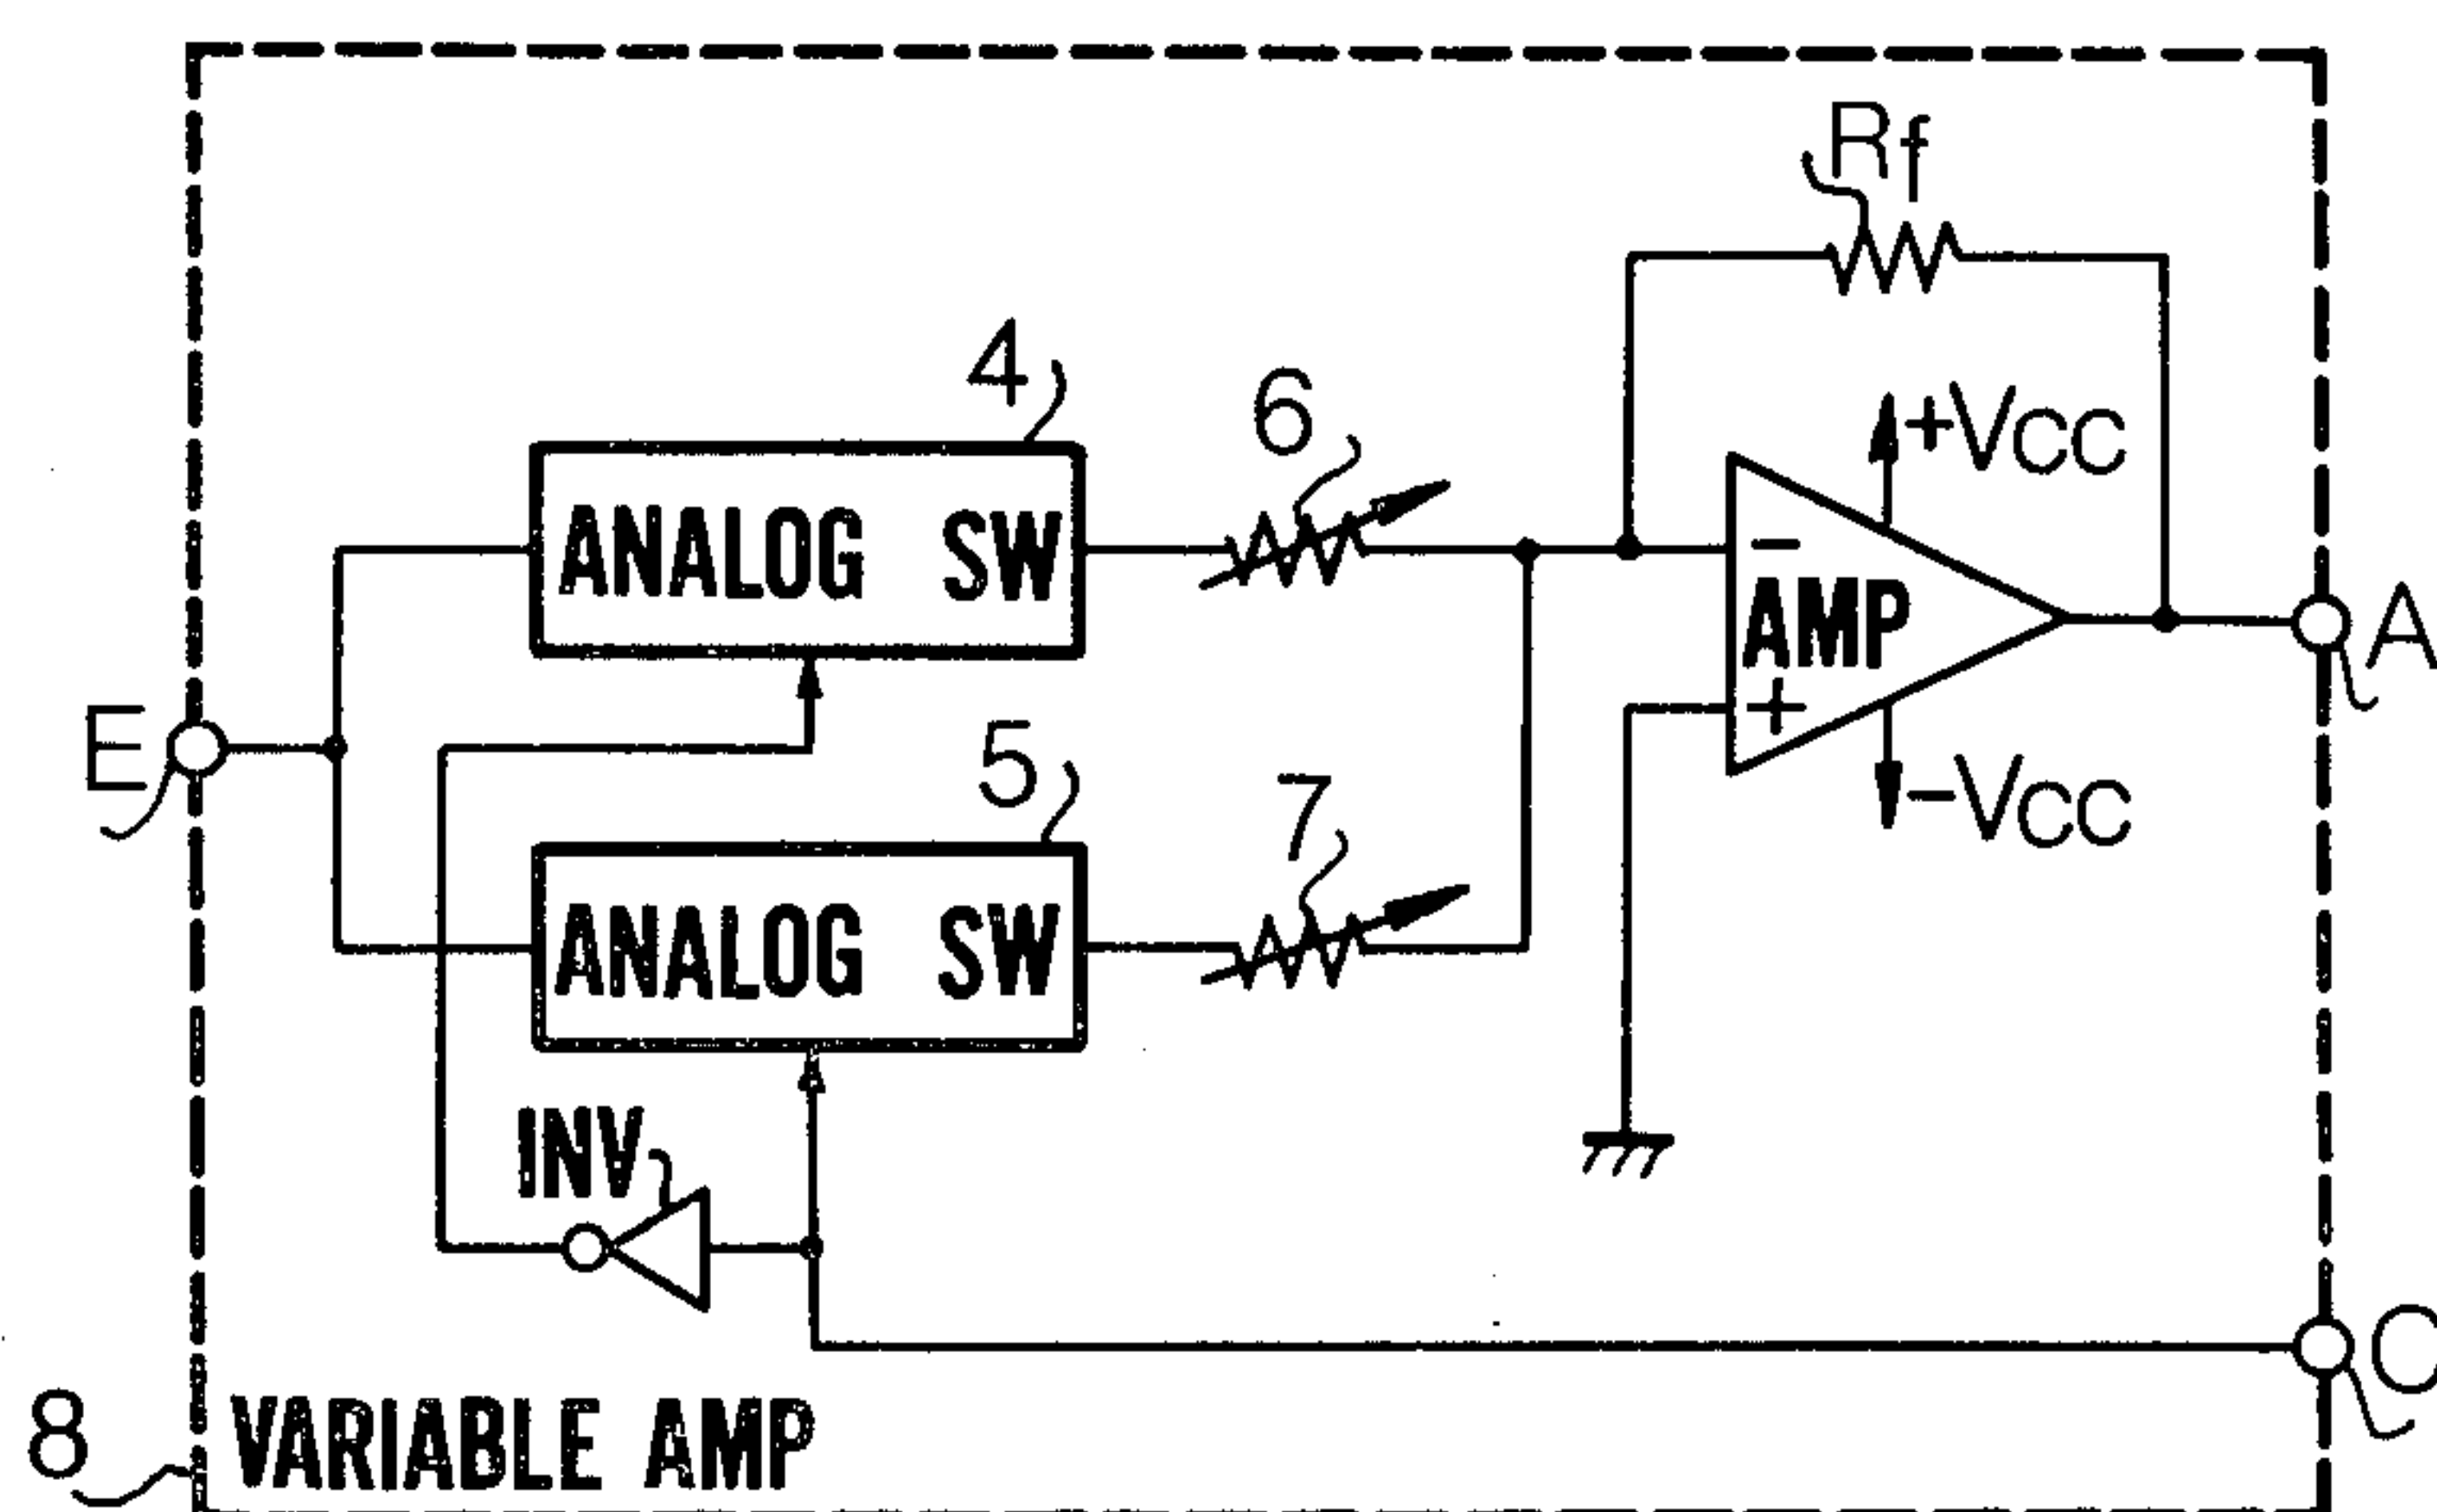 Rf
4
6
+Vcc
ANALOG SW
-
AMP
A
+
E
5
7
-Vcc
ANALOG SW
INV
C
8
VARIABLE AMP